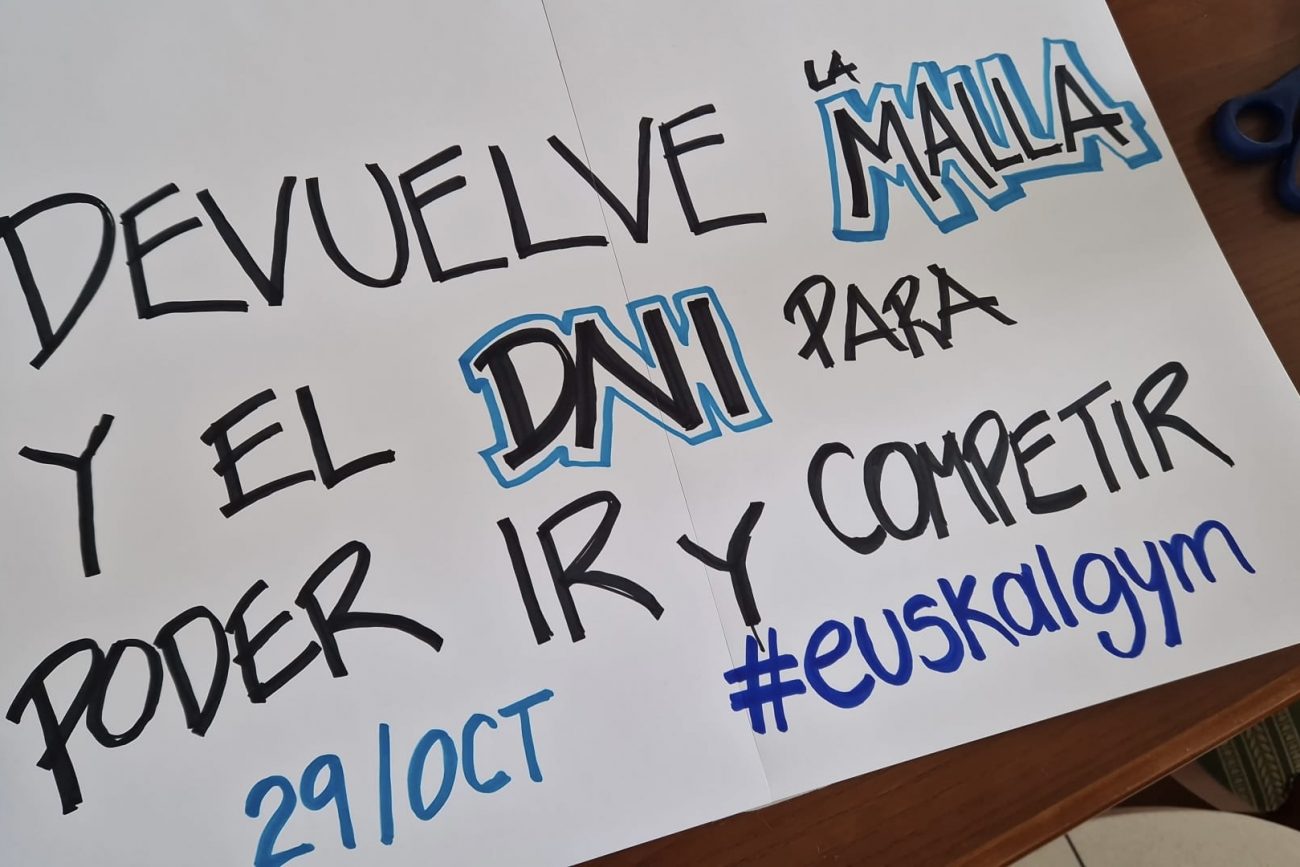 DEVUELVE LA MALLA
Y EL DNI PARA
PODER IR Y COMPETIR
29/OCT #euskalgym